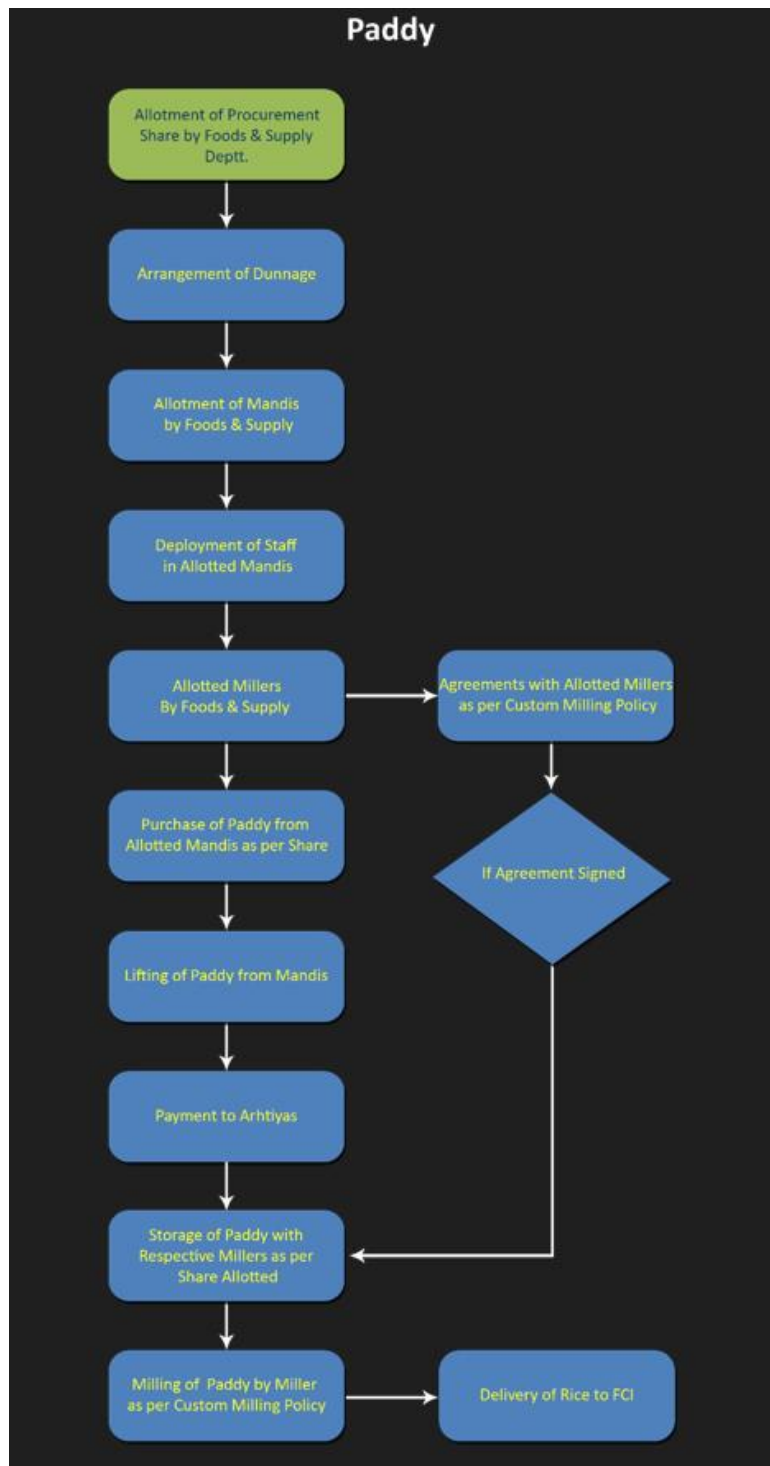 Paddy
Allotment of Procurement
Share by Foods & Supply
Deptt.
Arrangement of Dunnage
Allotment of Mandis
by Foods & Supply
Deployment of Staff
in Allotted Mandis
Allotted Millers
By Foods & Supply
Agreements with Allotted Millers
as per Custom Milling Policy
Purchase of Paddy from
Allotted Mandis as per Share
If Agreement Signed
Lifting of Paddy from Mandis
Payment to Arhtiyas
Storage of Paddy with
Respective Millers as per
Share Allotted
Milling of Paddy by Miller
as per Custom Milling Policy
Delivery of Rice to FCI